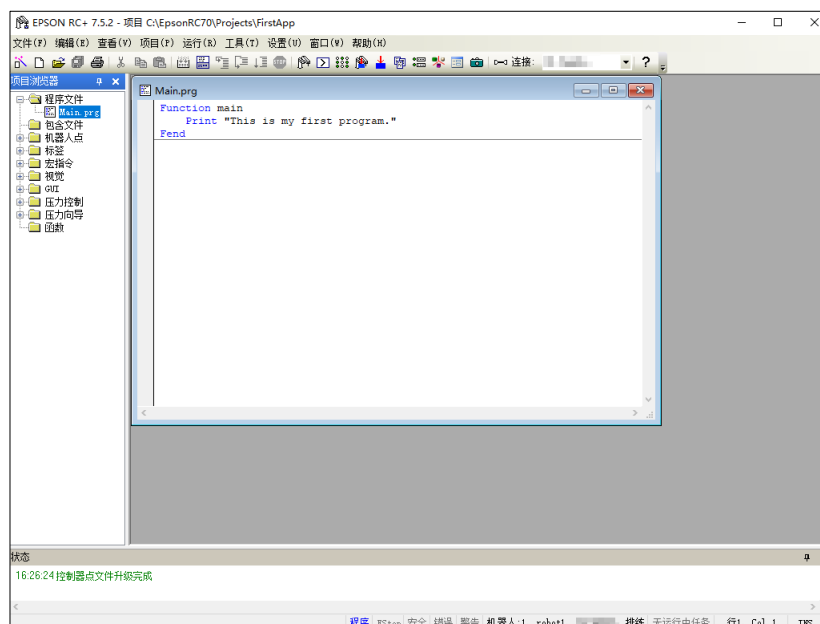 EPSON RC+ 7.5.2 - 项目 C:\EpsonRC70\Projects\FirstApp
文件(F) 编辑(E) 查看(V) 项目(P) 运行(R) 工具(T) 设置(U) 窗口(W) 帮助(H)
连接:
项目浏览器
程序文件
Main.prg
包含文件
机器人点
标签
宏指令
视觉
GUI
压力控制
压力向导
函数
Main.prg
Function main
Print "This is my first program."
Fend
状态
16:26:24 控制器点文件升级完成
程序 EStop 安全 错误 警告 机器人:1, robot1, 排练 无运行中任务 行1, Col 1 INS